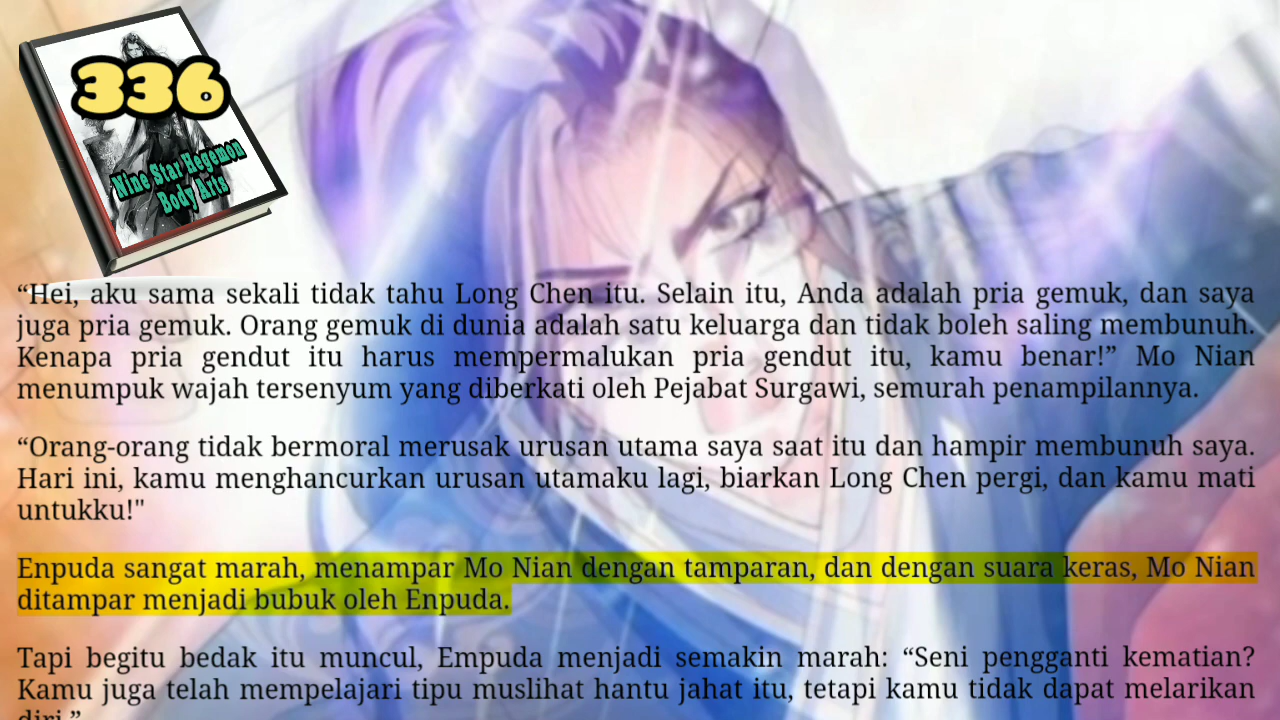 336
Nine Star Hegemon
Body Arts
“Hei, aku sama sekali tidak tahu Long Chen itu. Selain itu, Anda adalah pria gemuk, dan saya
juga pria gemuk. Orang gemuk di dunia adalah satu keluarga dan tidak boleh saling membunuh.
Kenapa pria gendut itu harus mempermalukan pria gendut itu, kamu benar!” Mo Nian
menumpuk wajah tersenyum yang diberkati oleh Pejabat Surgawi, semurah penampilannya.
“Orang-orang tidak bermoral merusak urusan utama saya saat itu dan hampir membunuh saya.
Hari ini, kamu menghancurkan urusan utamaku lagi, biarkan Long Chen pergi, dan kamu mati
untukku!"
Enpuda sangat marah, menampar Mo Nian dengan tamparan, dan dengan suara keras, Mo Nian
ditampar menjadi bubuk oleh Enpuda.
Tapi begitu bedak itu muncul, Empuda menjadi semakin marah: “Seni pengganti kematian?
Kamu juga telah mempelajari tipu muslihat hantu jahat itu, tetapi kamu tidak dapat melarikan
diri.”